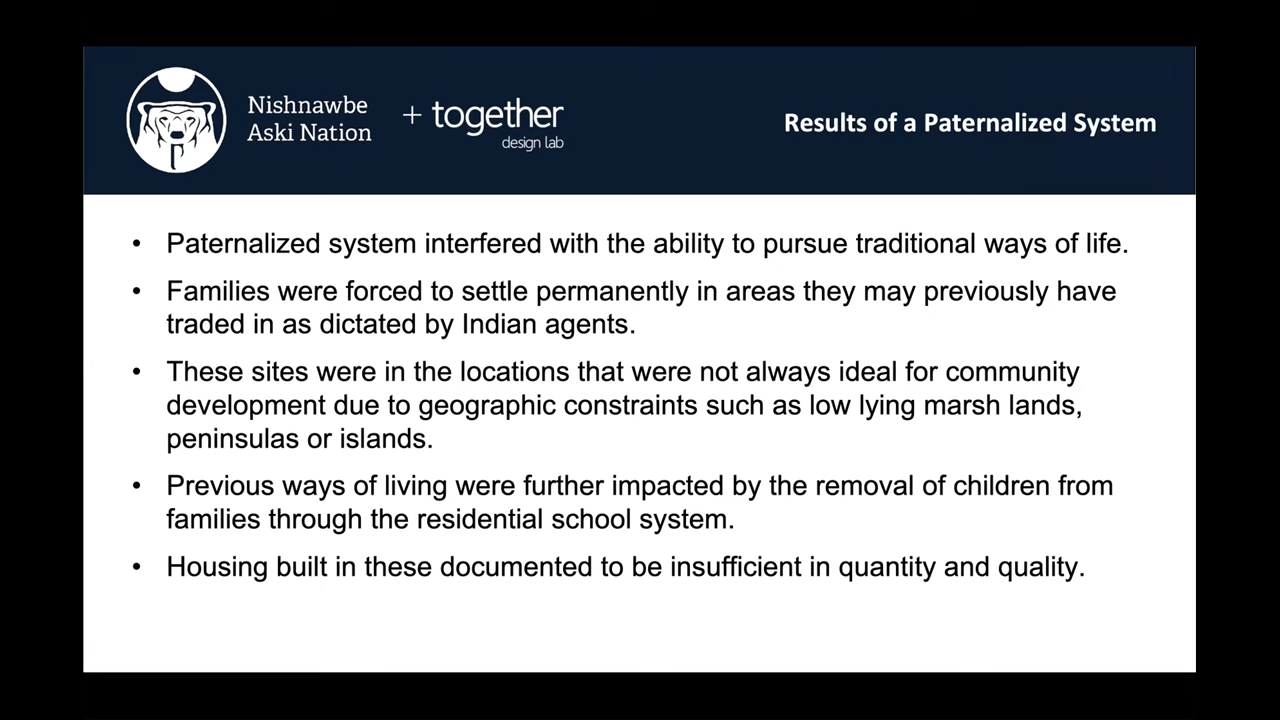 Nishnawbe
Aski Nation
+ together
design lab
Results of a Paternalized System
• Paternalized system interfered with the ability to pursue traditional ways of life.
• Families were forced to settle permanently in areas they may previously have
traded in as dictated by Indian agents.
• These sites were in the locations that were not always ideal for community
development due to geographic constraints such as low lying marsh lands,
peninsulas or islands.
• Previous ways of living were further impacted by the removal of children from
families through the residential school system.
• Housing built in these documented to be insufficient in quantity and quality.